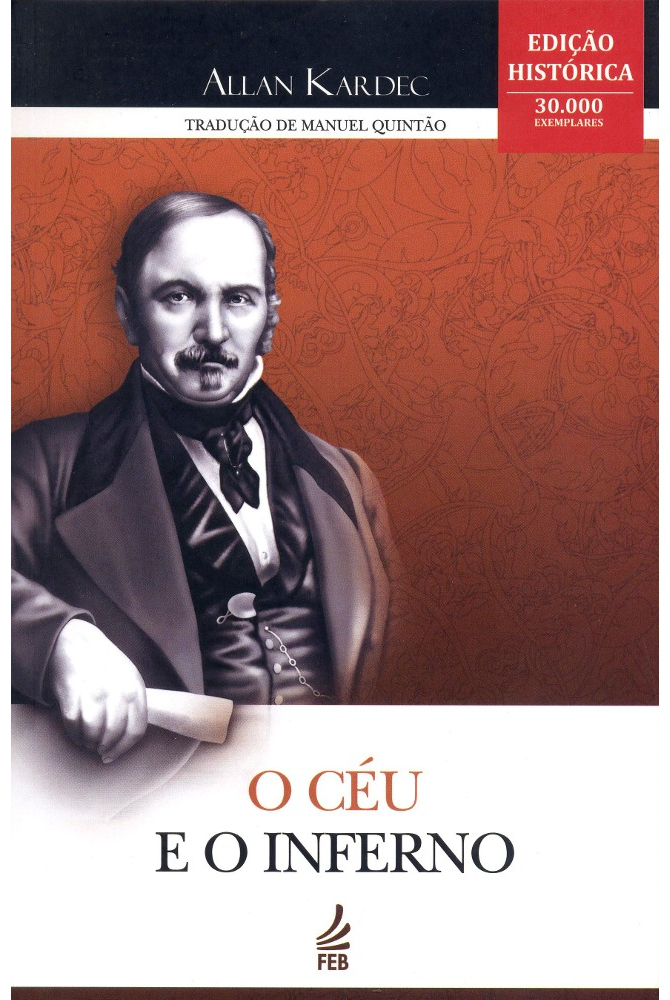 ALLAN KARDEC
TRADUÇÃO DE MANUEL QUINTÃO
EDIÇÃO
HISTÓRICA
30.000
EXEMPLARES
O CÉU
E O INFERNO
FEB